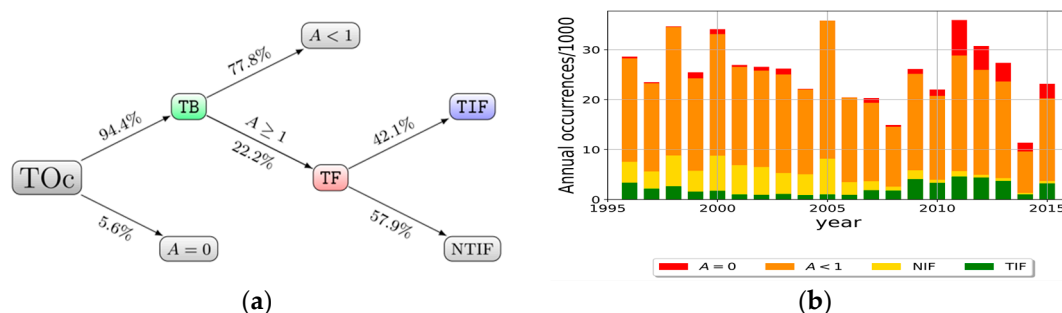 A < 1
77.8%
TB
94.4%
A ≥ 1
22.2%
42.1%
TIF
TOc
TF
5.6%
57.9%
A = 0
NTIF
(a)
Annual occurrences/1000
30
20
10
0
1995
2000
2005
2010
2015
year
A = 0
A < 1
NIF
TIF
(b)